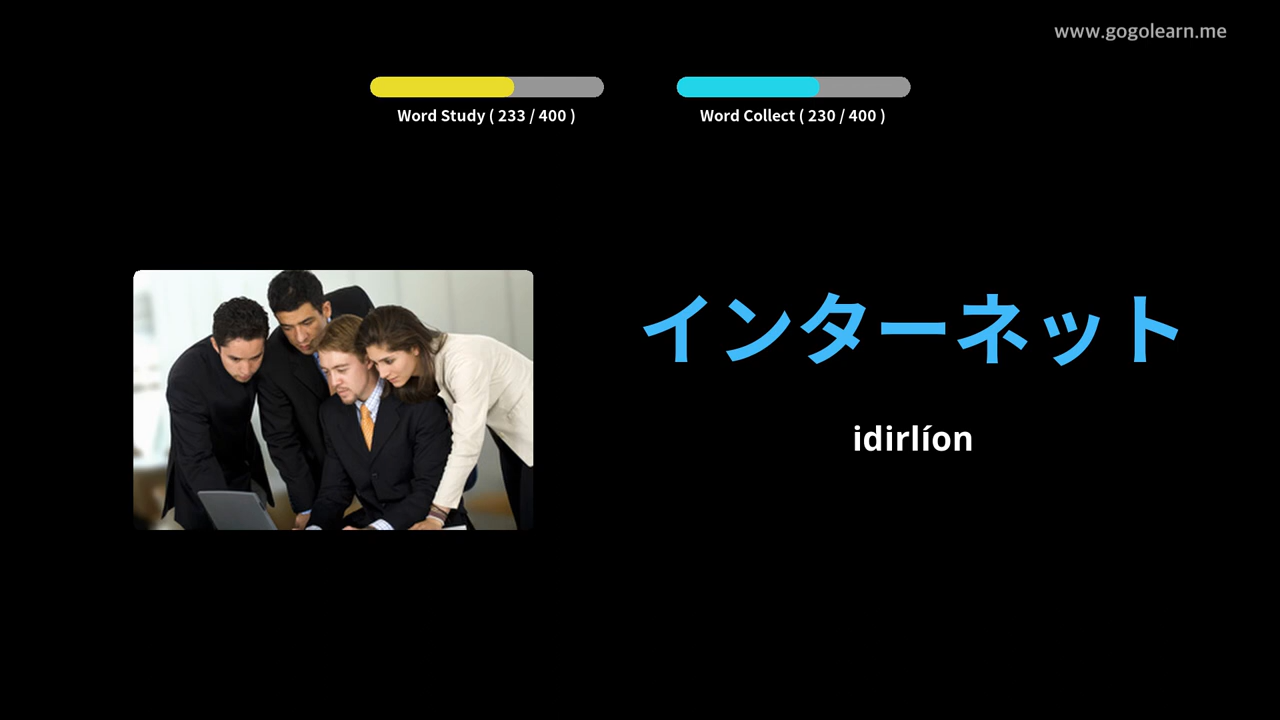 www.gogolearn.me
Word Study ( 233 / 400 )
Word Collect ( 230 / 400 )
インターネット
idirlíon